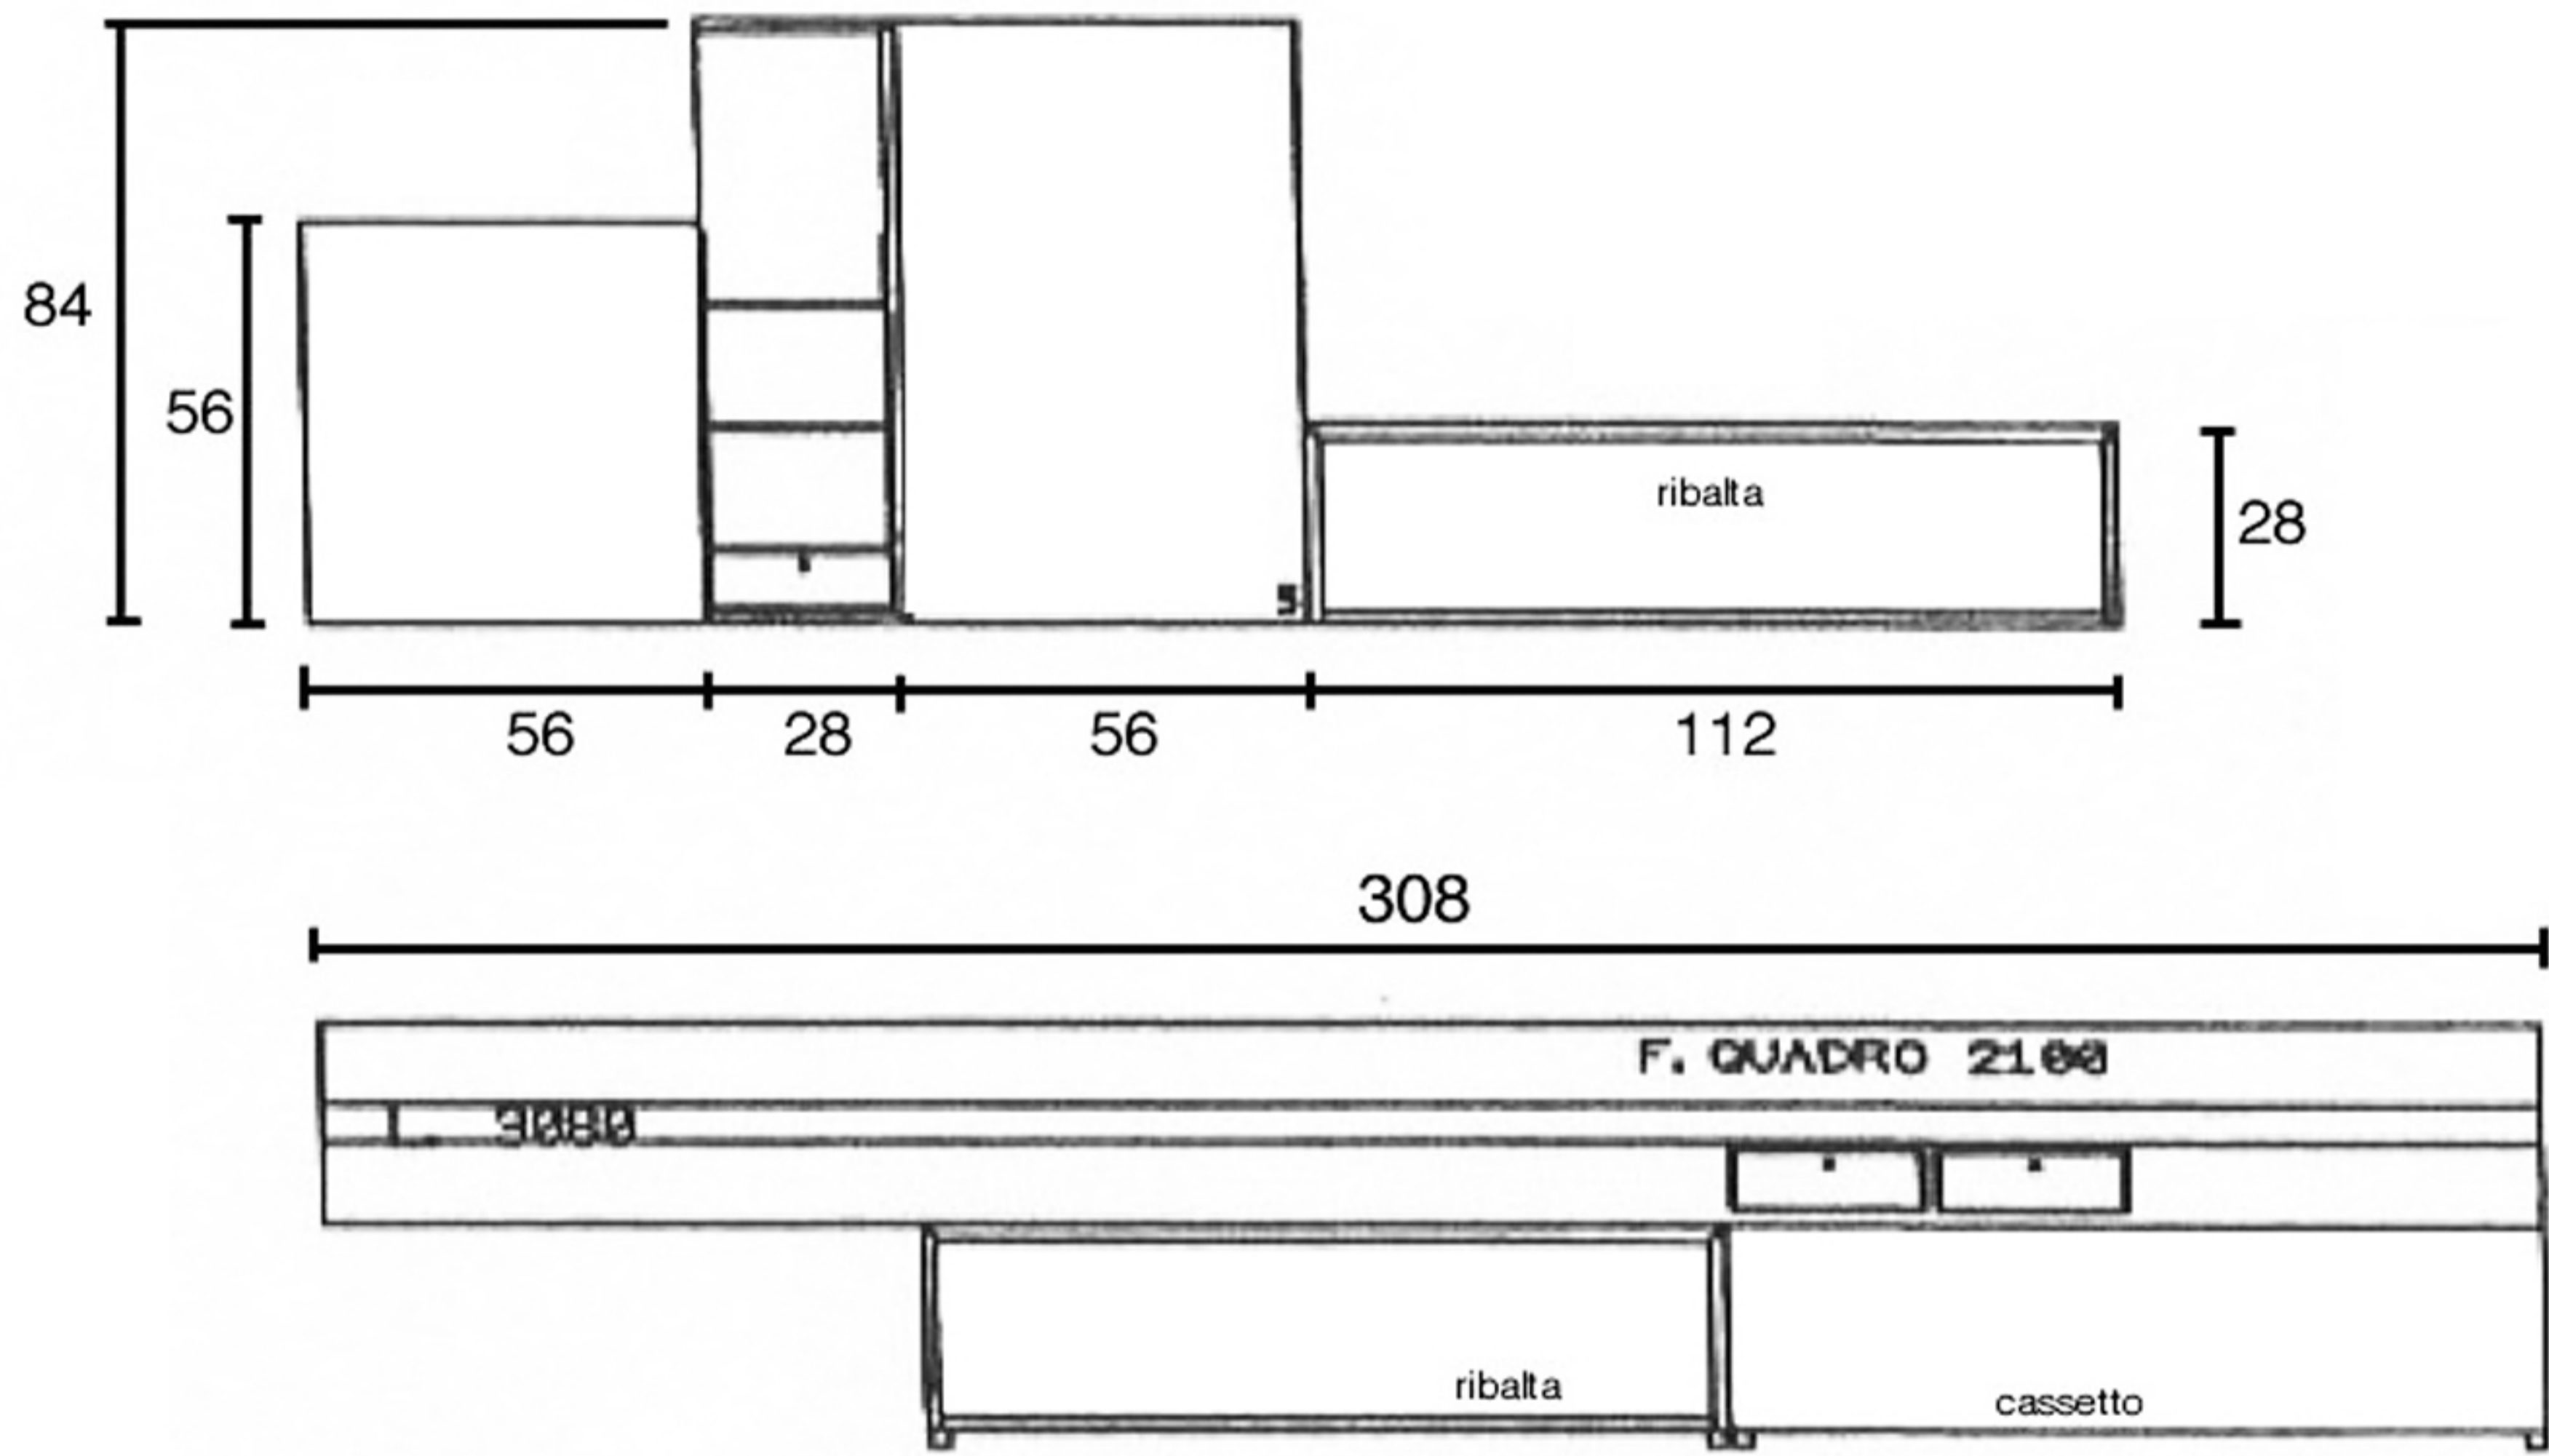 84
56
ribalta
28
S
56 28 56 112
308
F. QUADRO 2100
L 3080
ribalta
cassetto